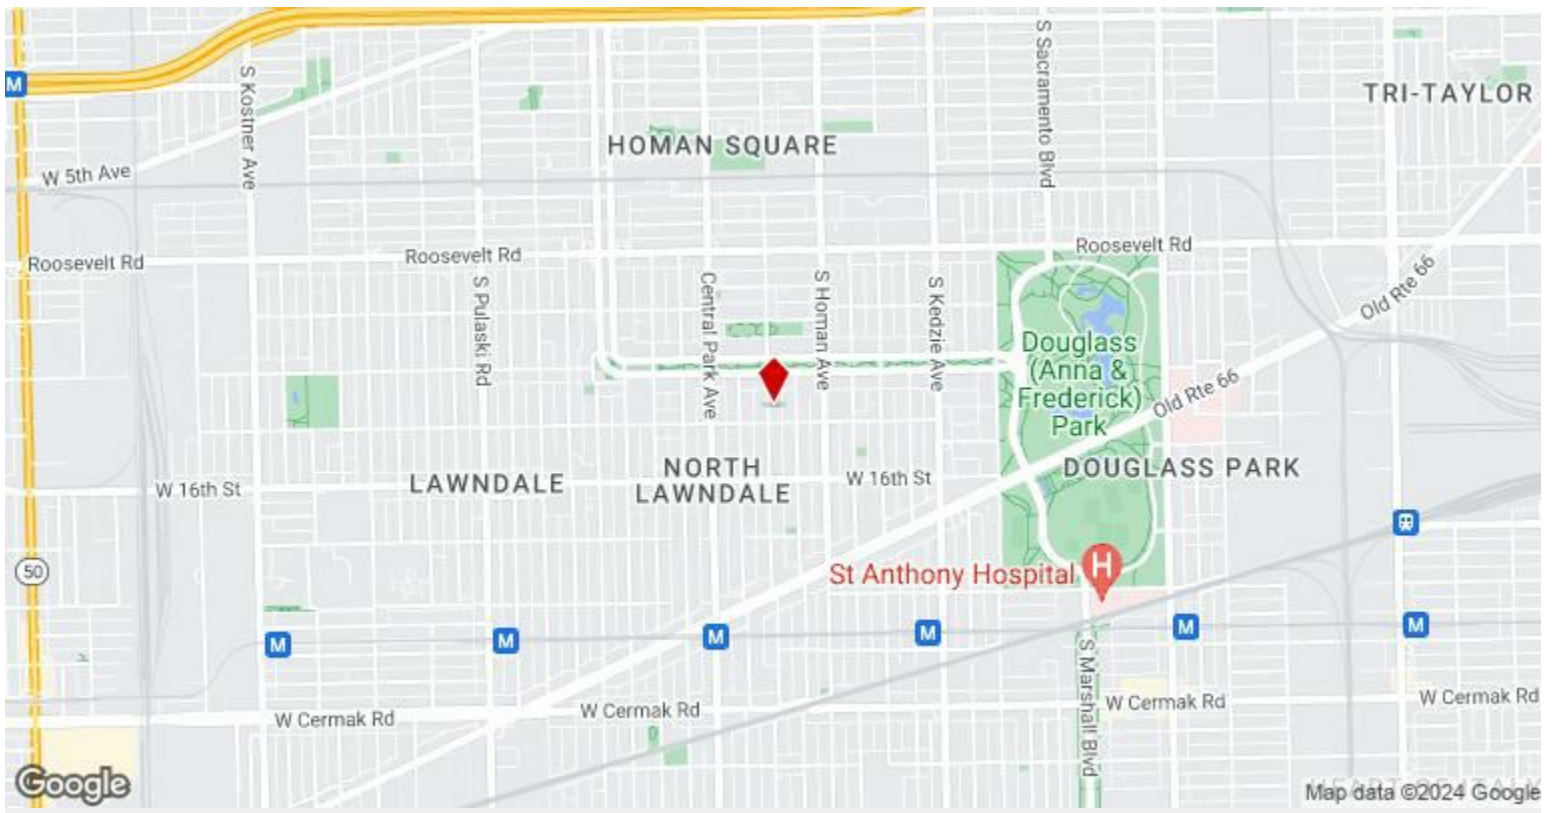 S Sacramento Blvd
M
S Kostner Ave
TRI-TAYLOR
HOMAN SQUARE
W 5th Ave
Roosevelt Rd
Roosevelt Rd
Roosevelt Rd
Old Rte 66
S Pulaski Rd
Central Park Ave
S Homan Ave
S Kedzie Ave
Douglass
(Anna &
Frederick)
Park
Old Rte 66
NORTH
LAWNDALE
DOUGLASS PARK
LAWNDALE
W 16th St
W 16th St
50
St Anthony Hospital
H
M
M
M
M
M
M
S Marshall Blvd
W Cermak Rd
W Cermak Rd
W Cermak Rd
W Cermak Rd
Google
Map data ©2024 Google